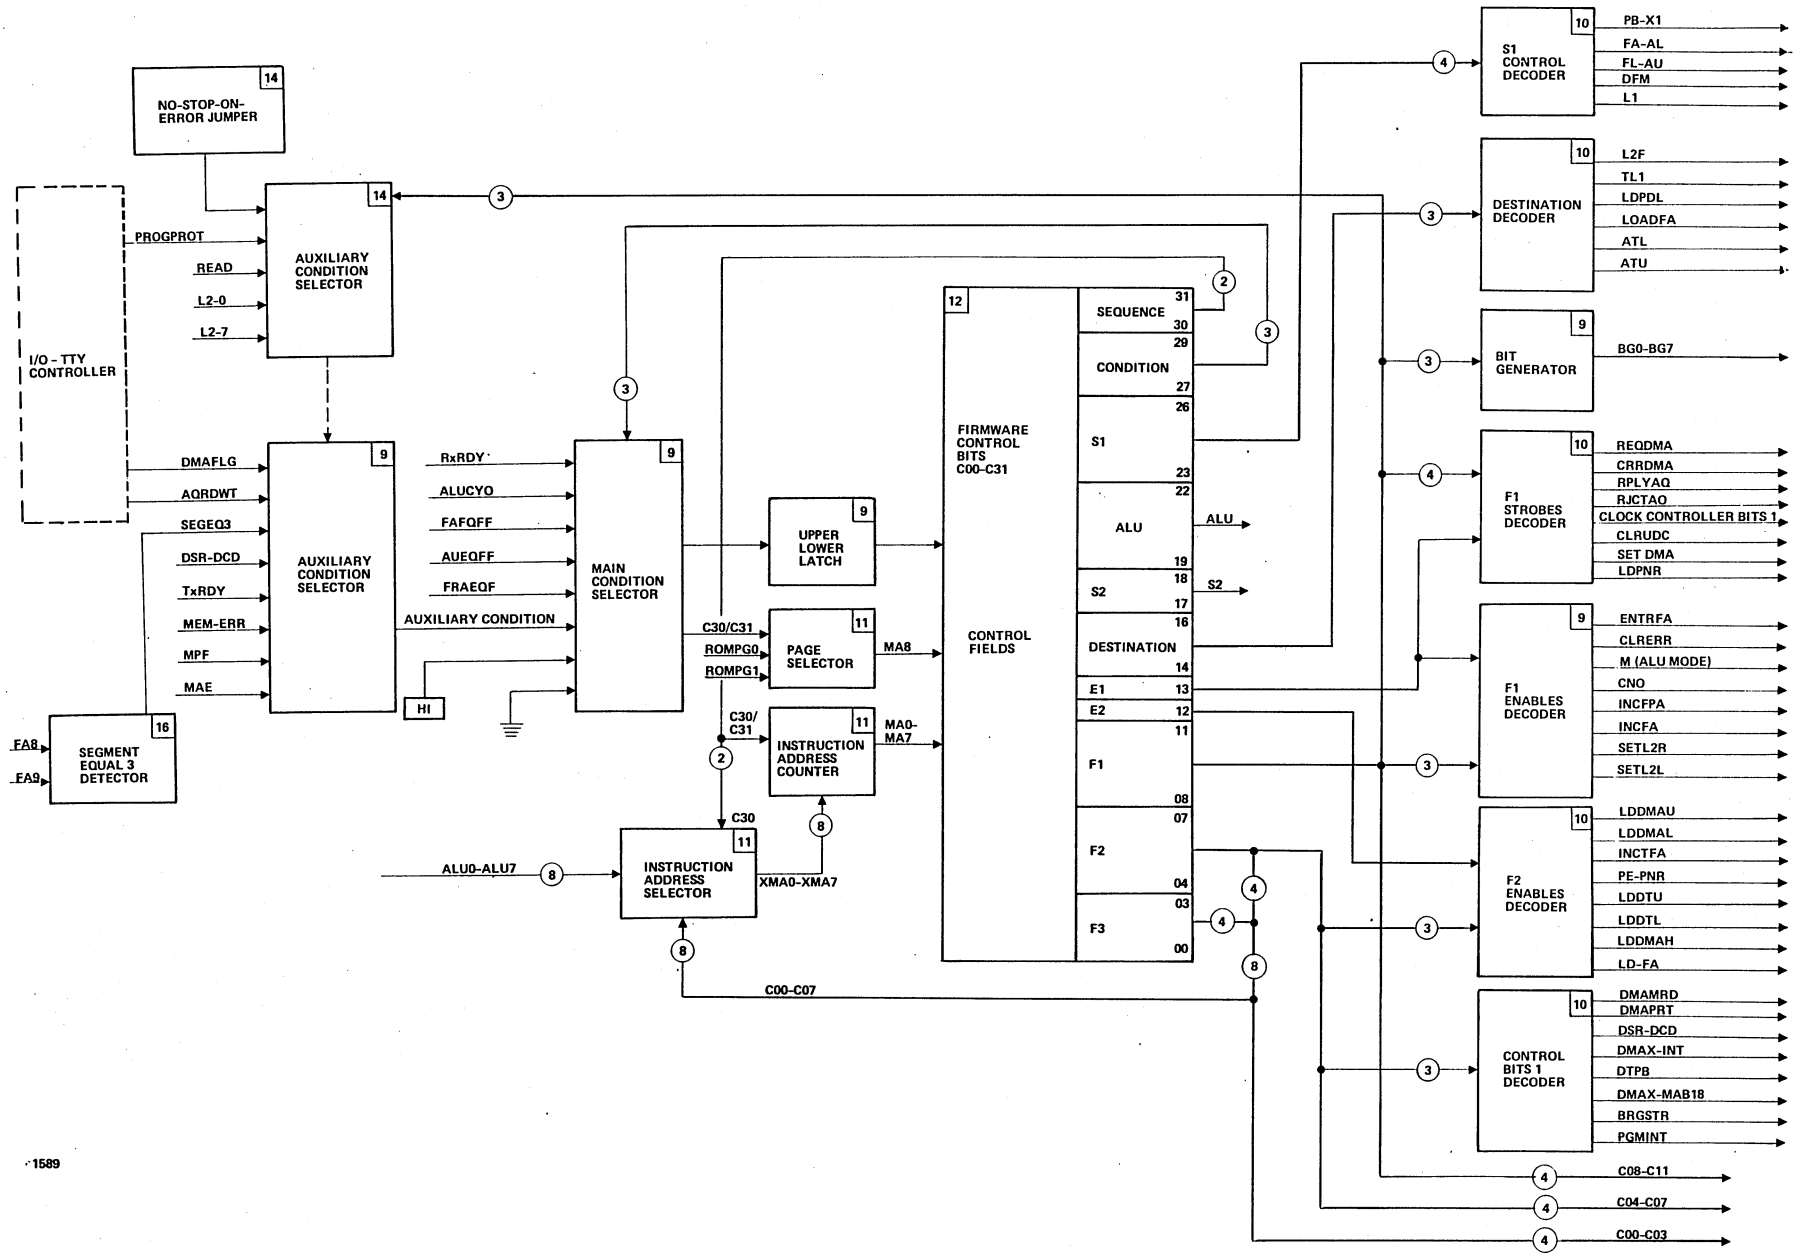 14
NO-STOP-ON-
ERROR JUMPER
I/O - TTY
CONTROLLER
PROGPROT
READ
L2-0
L2-7
14
AUXILIARY
CONDITION
SELECTOR
3
DMAFLG
AQRDWT
SEGEQ3
DSR-DCD
TxRDY
MEM-ERR
MPF
MAE
9
AUXILIARY
CONDITION
SELECTOR
16
SEGMENT
EQUAL 3
DETECTOR
FA8
FA9
RxRDY
ALUCYO
FAFQFF
AUEQFF
FRAEQF
AUXILIARY CONDITION
HI
3
9
MAIN
CONDITION
SELECTOR
9
UPPER
LOWER
LATCH
C30/C31
ROMPG0
ROMPG1
11
PAGE
SELECTOR
MA8
C30/
C31
2
11
INSTRUCTION
ADDRESS
COUNTER
MA0-
MA7
8
C30
11
INSTRUCTION
ADDRESS
SELECTOR
ALU0-ALU7
8
XMA0-XMA7
8
C00-C07
12
FIRMWARE
CONTROL
BITS
C00-C31
CONTROL
FIELDS
31
SEQUENCE
30
2
29
CONDITION
27
3
26
S1
23
22
ALU
19
ALU
18
S2
17
S2
16
DESTINATION
14
E1
13
E2
12
11
F1
08
07
F2
04
03
F3
00
4
4
8
4
10
S1
CONTROL
DECODER
PB-X1
FA-AL
FL-AU
DFM
L1
3
10
DESTINATION
DECODER
L2F
TL1
LDPDL
LOADFA
ATL
ATU
3
9
BIT
GENERATOR
BG0-BG7
4
10
F1
STROBES
DECODER
REQDMA
CRRDMA
RPLYAQ
RJCTAO
CLOCK CONTROLLER BITS 1
CLRUDC
SET DMA
LDPNR
3
9
F1
ENABLES
DECODER
ENTRFA
CLRERR
M (ALU MODE)
CNO
INCFPA
INCFA
SETL2R
SETL2L
3
10
F2
ENABLES
DECODER
LDDMAU
LDDMAL
INCTFA
PE-PNR
LDDTU
LDDTL
LDDMAH
LD-FA
3
10
CONTROL
BITS 1
DECODER
DMAMRD
DMAPRT
DSR-DCD
DMAX-INT
DTPB
DMAX-MAB18
BRGSTR
PGMINT
4
C08-C11
4
C04-C07
4
C00-C03
1589